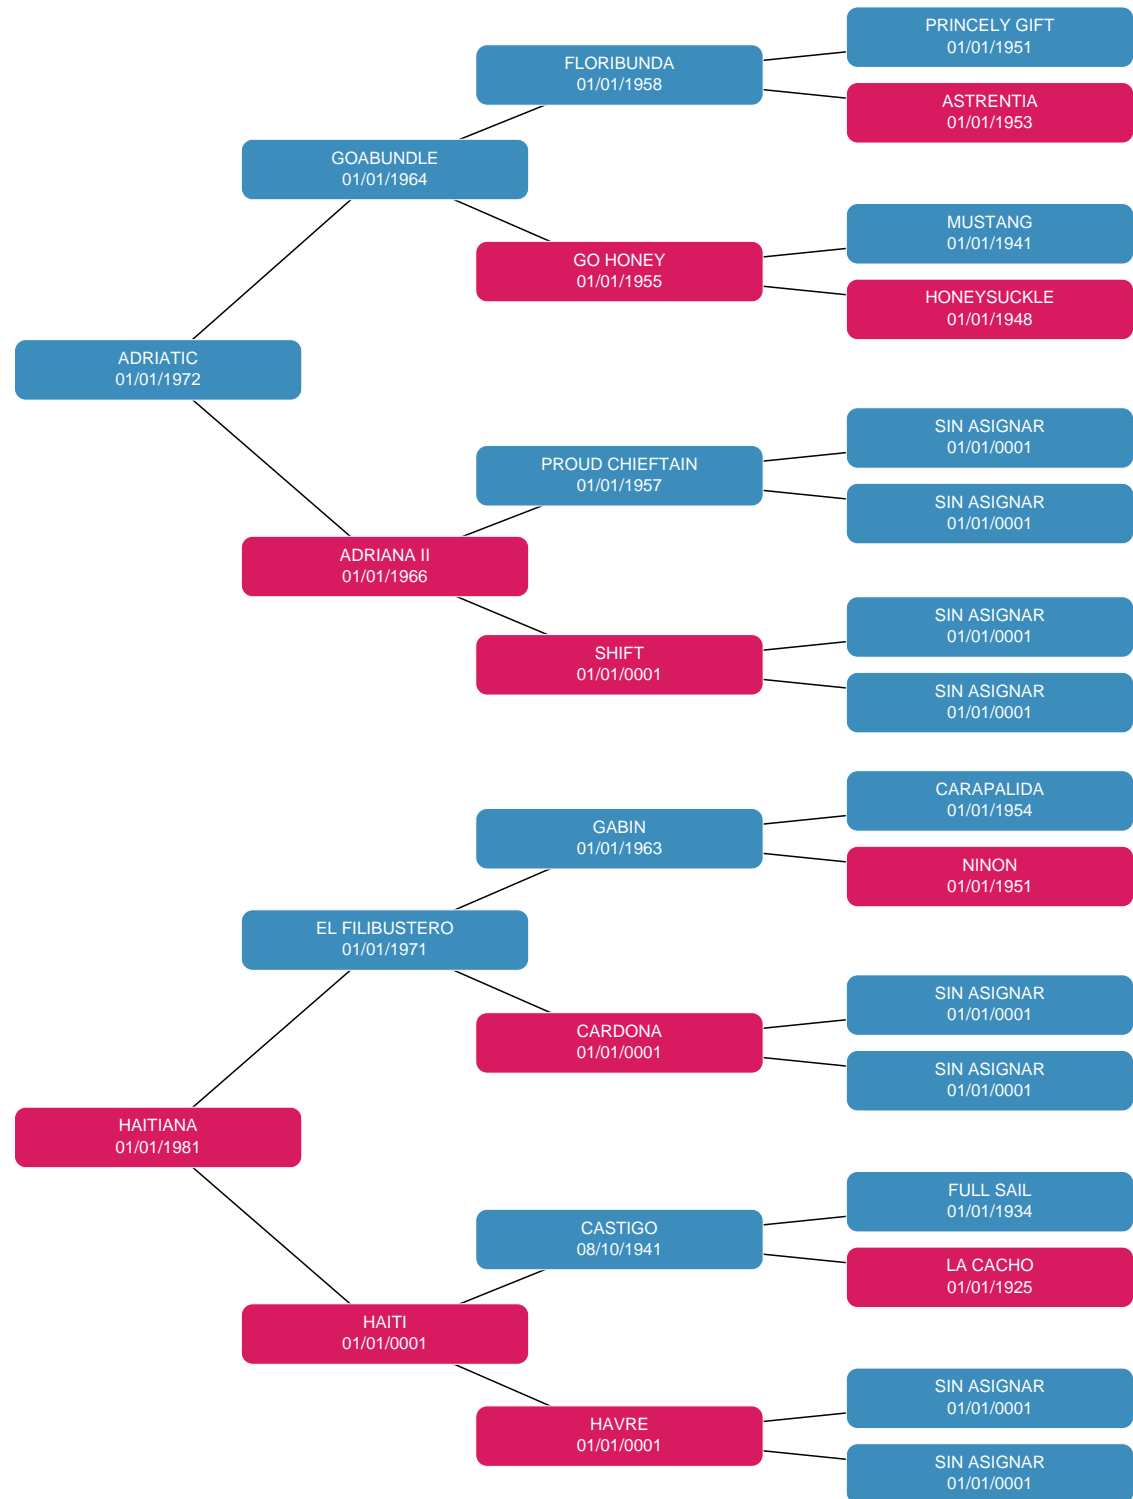 PRINCELY GIFT
01/01/1951
FLORIBUNDA
01/01/1958
ASTRENTIA
01/01/1953
GOABUNDLE
01/01/1964
MUSTANG
01/01/1941
GO HONEY
01/01/1955
HONEYSUCKLE
01/01/1948
ADRIATIC
01/01/1972
SIN ASIGNAR
01/01/0001
PROUD CHIEFTAIN
01/01/1957
SIN ASIGNAR
01/01/0001
ADRIANA II
01/01/1966
SIN ASIGNAR
01/01/0001
SHIFT
01/01/0001
SIN ASIGNAR
01/01/0001
CARAPALIDA
01/01/1954
GABIN
01/01/1963
NINON
01/01/1951
EL FILIBUSTERO
01/01/1971
SIN ASIGNAR
01/01/0001
CARDONA
01/01/0001
SIN ASIGNAR
01/01/0001
HAITIANA
01/01/1981
FULL SAIL
01/01/1934
CASTIGO
08/10/1941
LA CACHO
01/01/1925
HAITI
01/01/0001
SIN ASIGNAR
01/01/0001
HAVRE
01/01/0001
SIN ASIGNAR
01/01/0001